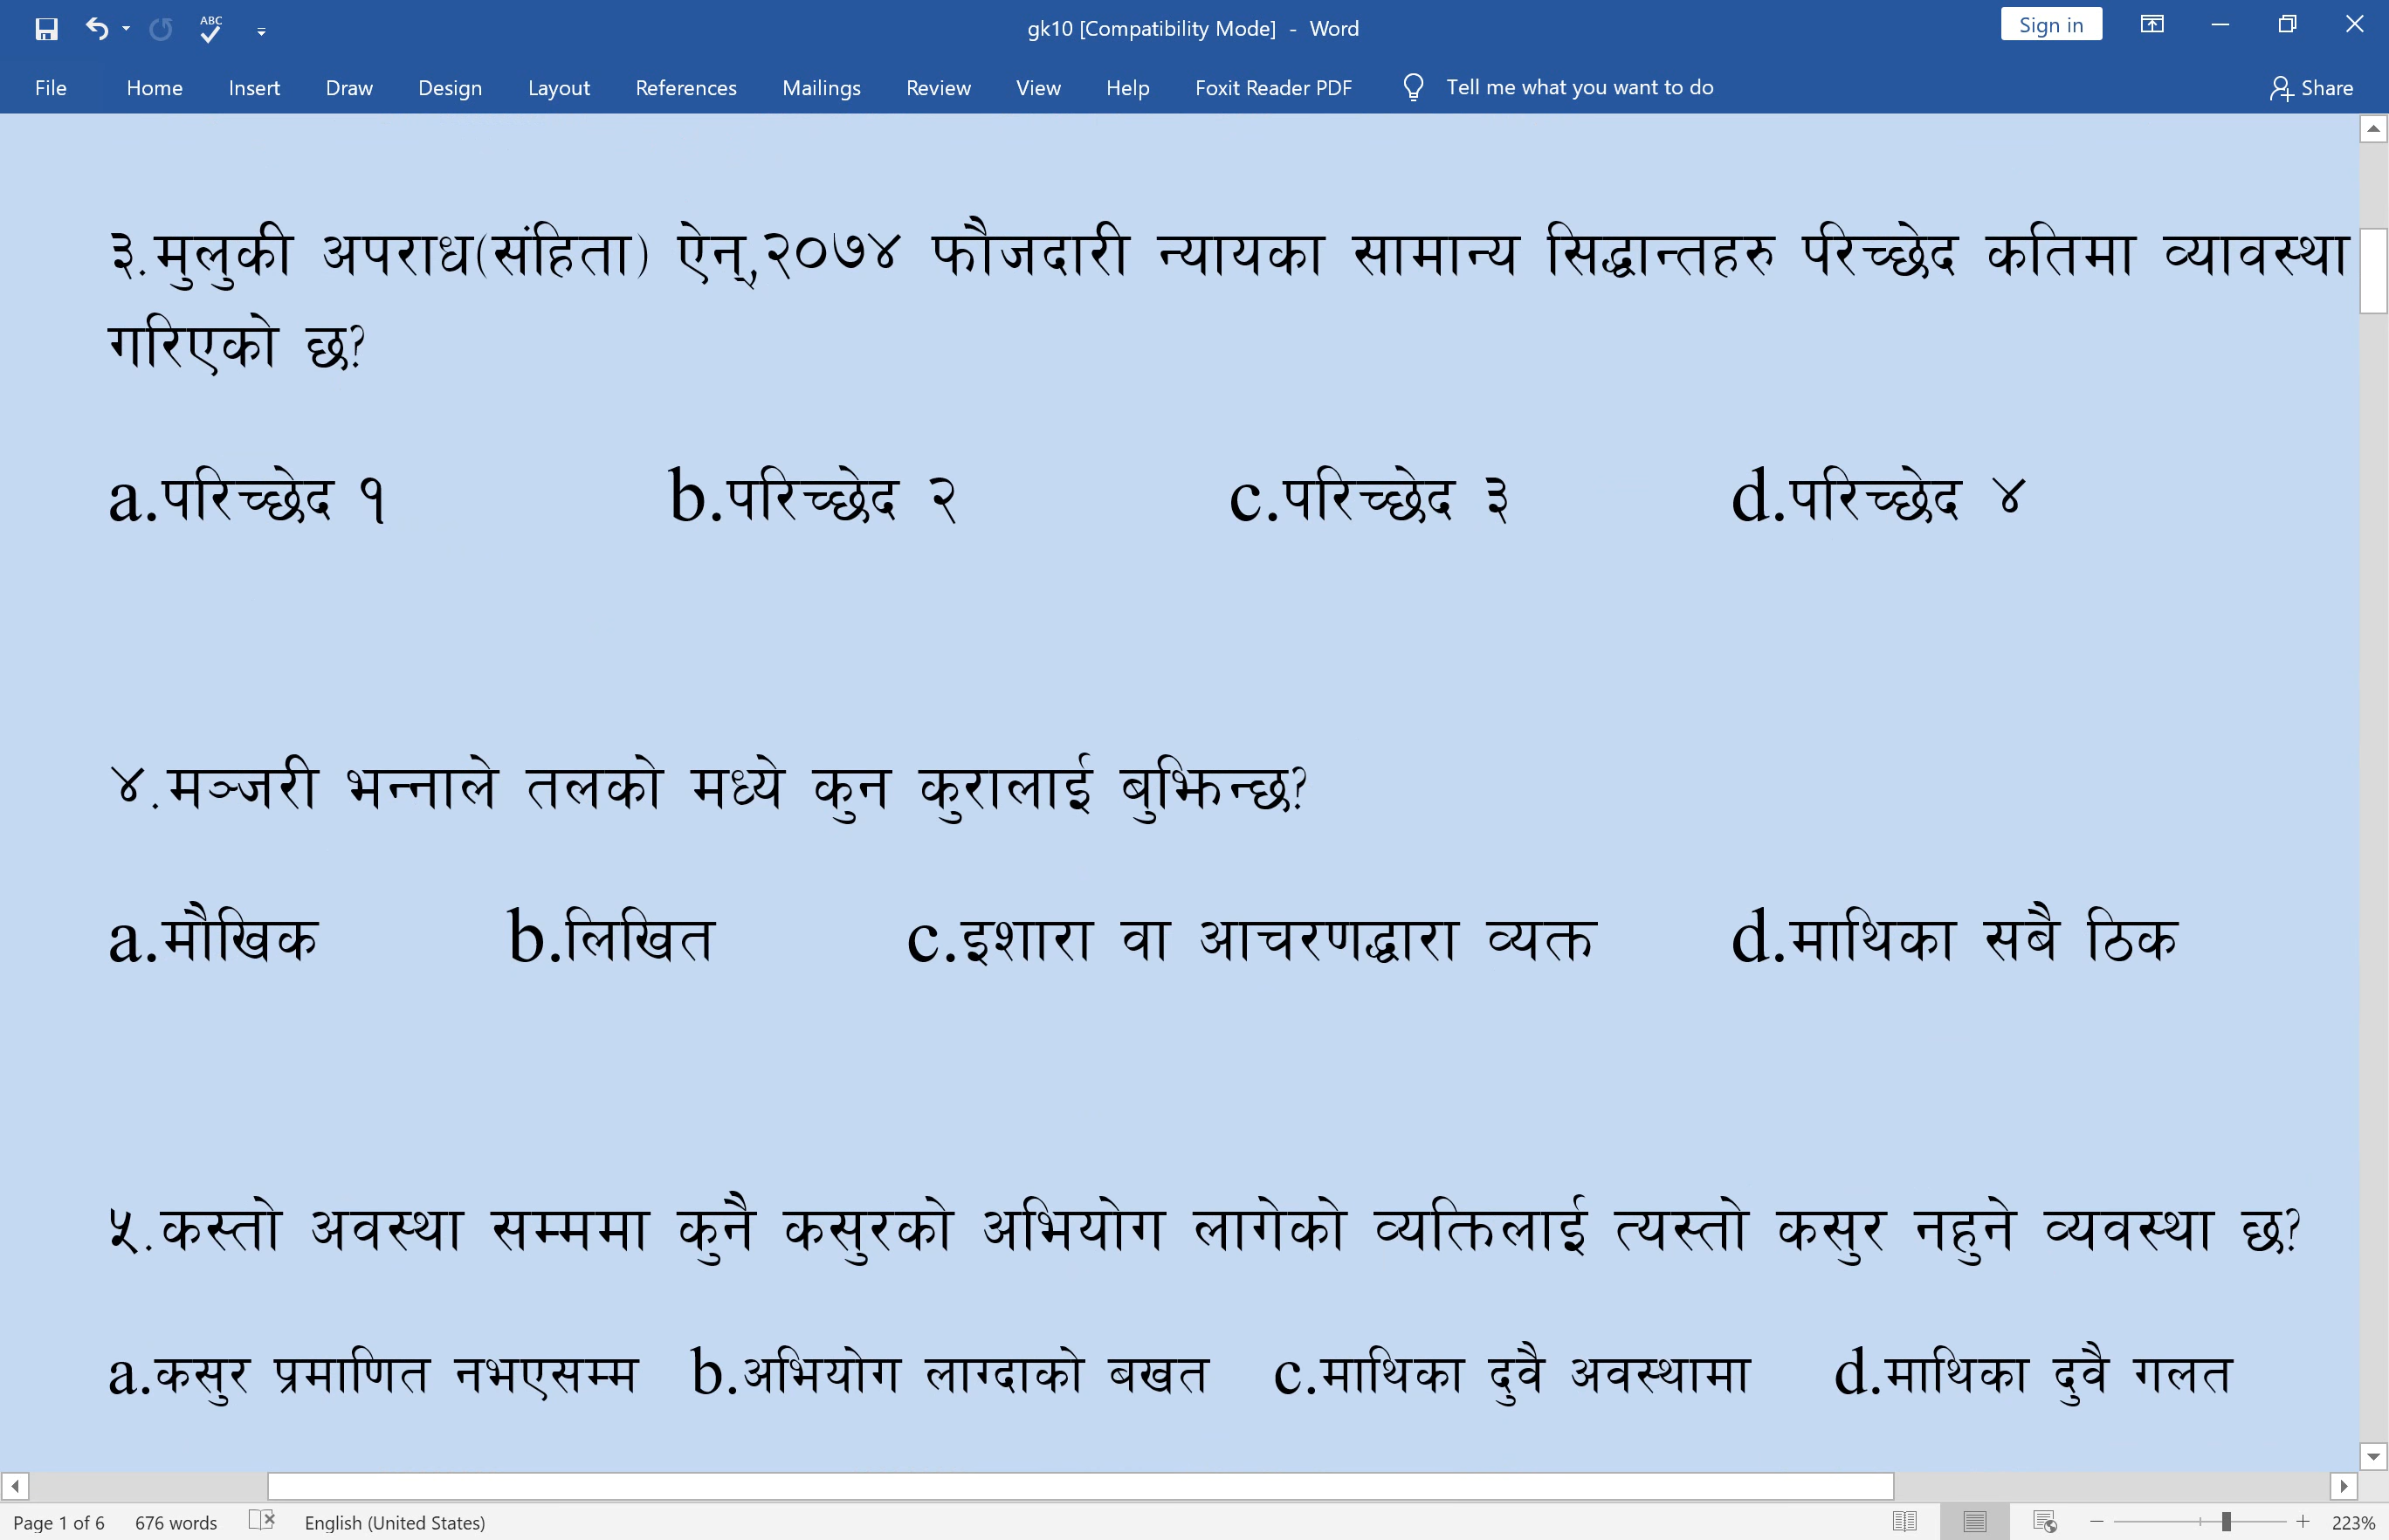 ABC
gk10 [Compatibility Mode] - Word
Sign in
File Home Insert Draw Design Layout References Mailings Review View Help Foxit Reader PDF Tell me what you want to do Share
३.मुलुकी अपराध(संहिता) ऐन्,२०७४ फौजदारी न्यायका सामान्य सिद्धान्तहरु परिच्छेद कतिमा व्यावस्था
गरिएको छ?
a.परिच्छेद १ b.परिच्छेद २ c.परिच्छेद ३ d.परिच्छेद ४
४.मञ्जरी भन्नाले तलको मध्ये कुन कुरालाई बुझिन्छ?
a.मौखिक b.लिखित c.इशारा वा आचरणद्धारा व्यक्त d.माथिका सबै ठिक
५.कस्तो अवस्था सम्ममा कुनै कसुरको अभियोग लागेको व्यक्तिलाई त्यस्तो कसुर नहुने व्यवस्था छ?
a.कसुर प्रमाणित नभएसम्म b.अभियोग लाग्दाको बखत c.माथिका दुवै अवस्थामा d.माथिका दुवै गलत
Page 1 of 6 676 words English (United States) 223%